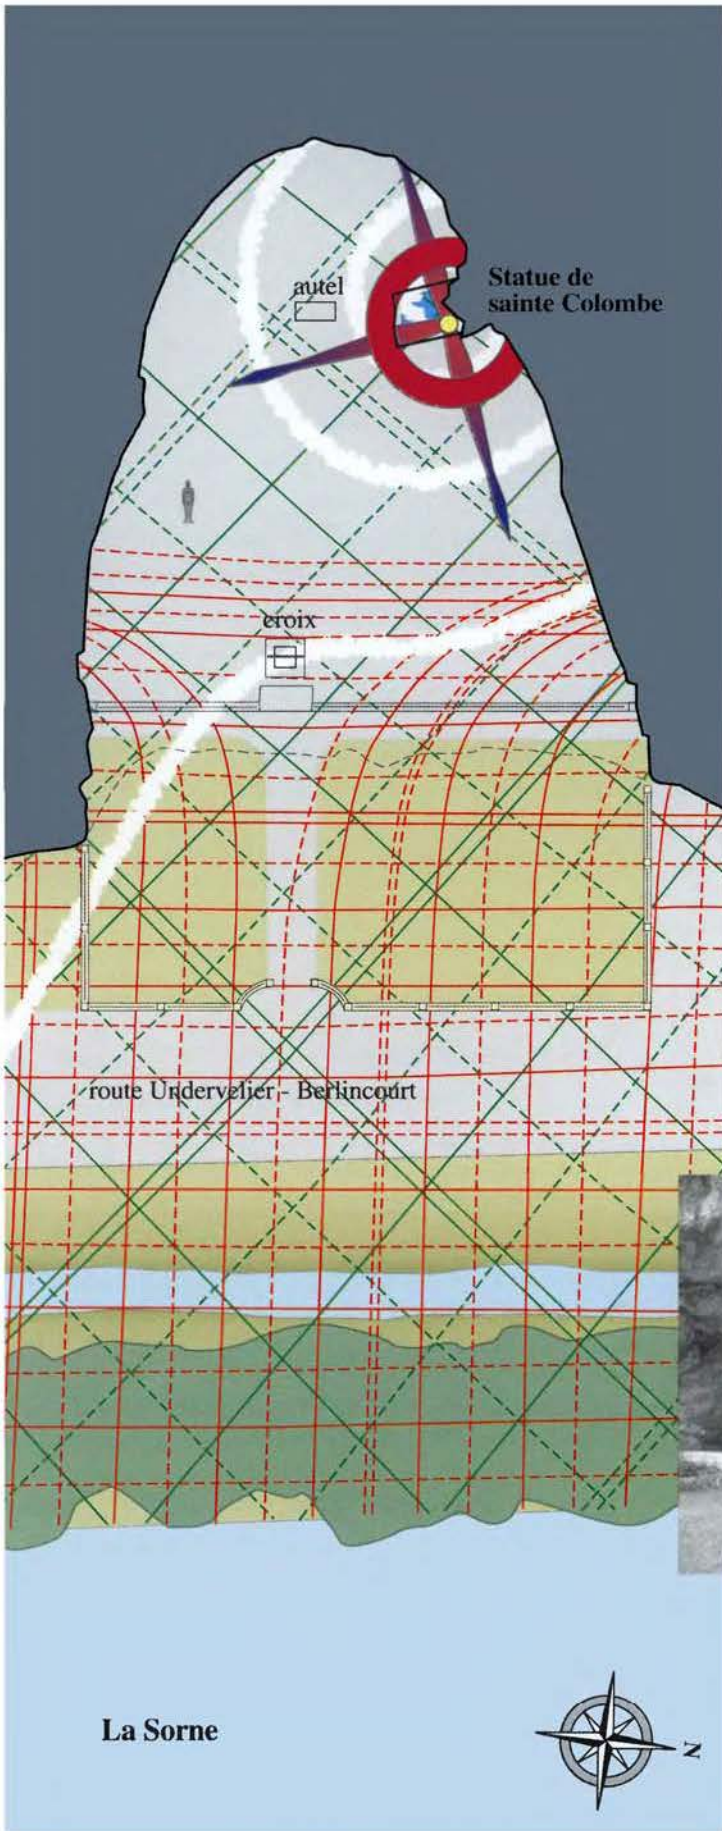 Statue de
sainte Colombe
autel
croix
route Undervelier - Berlincourt
La Sorne
N